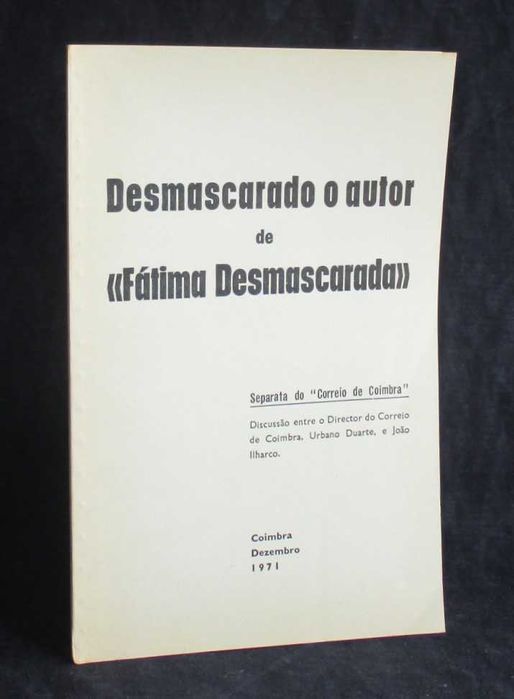 Desmascarado o autor
de
«Fátima Desmascarada»
Separata do "Correio de Coimbra"
Discussão entre o Director do Correio
de Coimbra, Urbano Duarte, e João
Ilharco.
Coimbra
Dezembro
1971